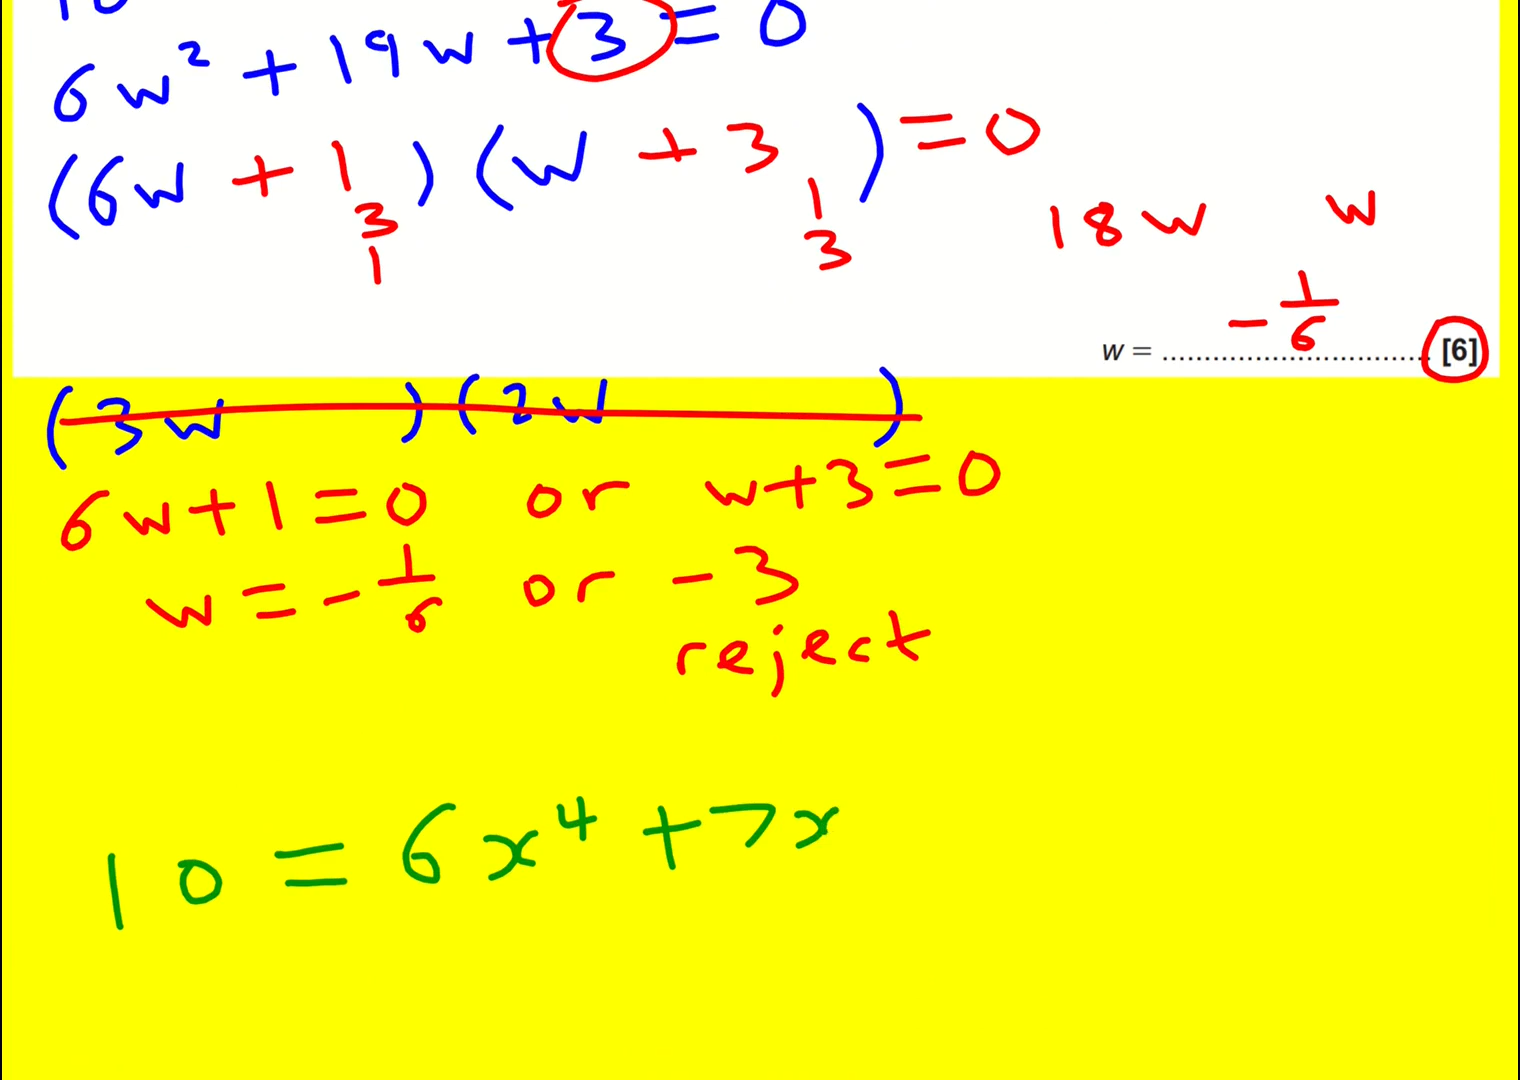 6w² + 19w + 3 = 0
(6w + 1)(w + 3) = 0
3 1
1 3
18w w
-1/6
w = .............................. [6]
(3w )(2w )
6w+1=0 or w+3=0
w = -1/6 or -3
reject
10 = 6x⁴ + 7x